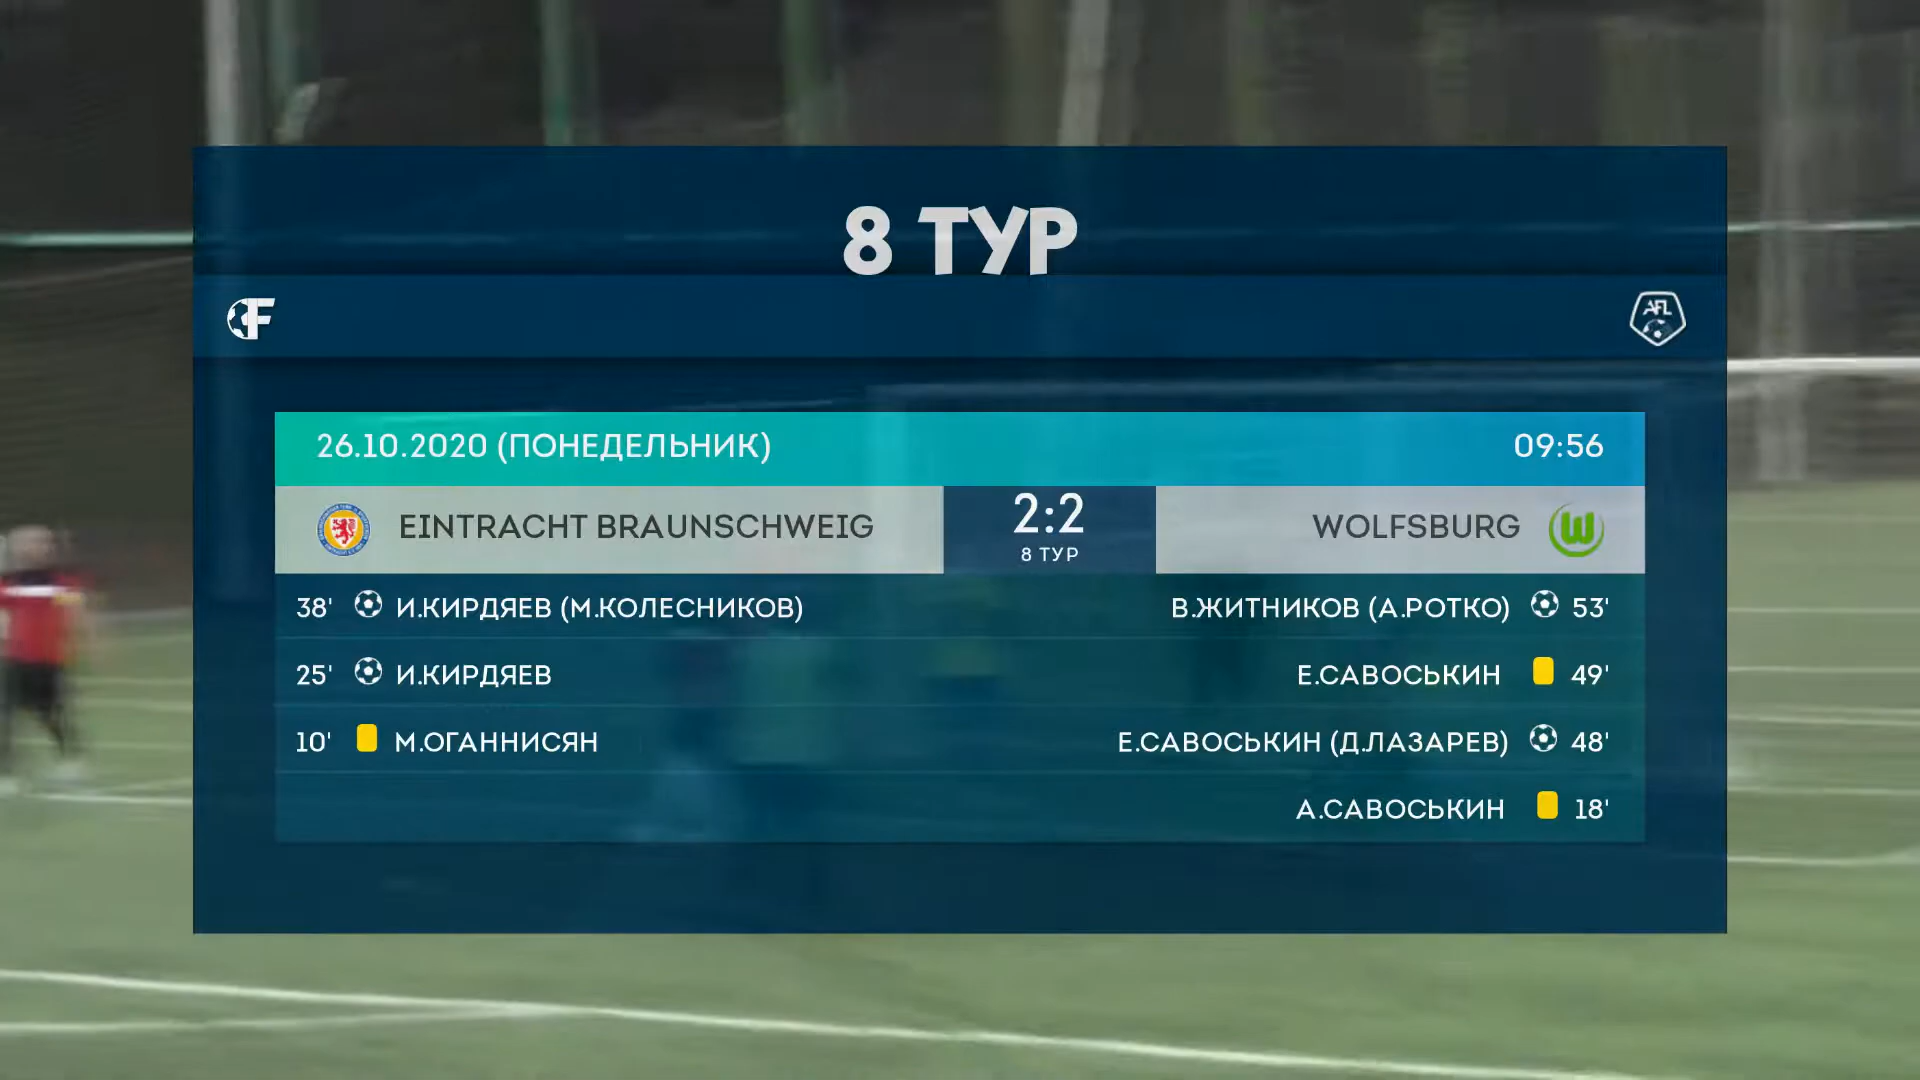 8 ТУР
F
AFL
26.10.2020 (ПОНЕДЕЛЬНИК) 09:56
EINTRACHT BRAUNSCHWEIG 2:2 WOLFSBURG
8 ТУР
38' И.КИРДЯЕВ (М.КОЛЕСНИКОВ) В.ЖИТНИКОВ (А.РОТКО) 53'
25' И.КИРДЯЕВ Е.САВОСЬКИН 49'
10' М.ОГАННИСЯН Е.САВОСЬКИН (Д.ЛАЗАРЕВ) 48'
А.САВОСЬКИН 18'